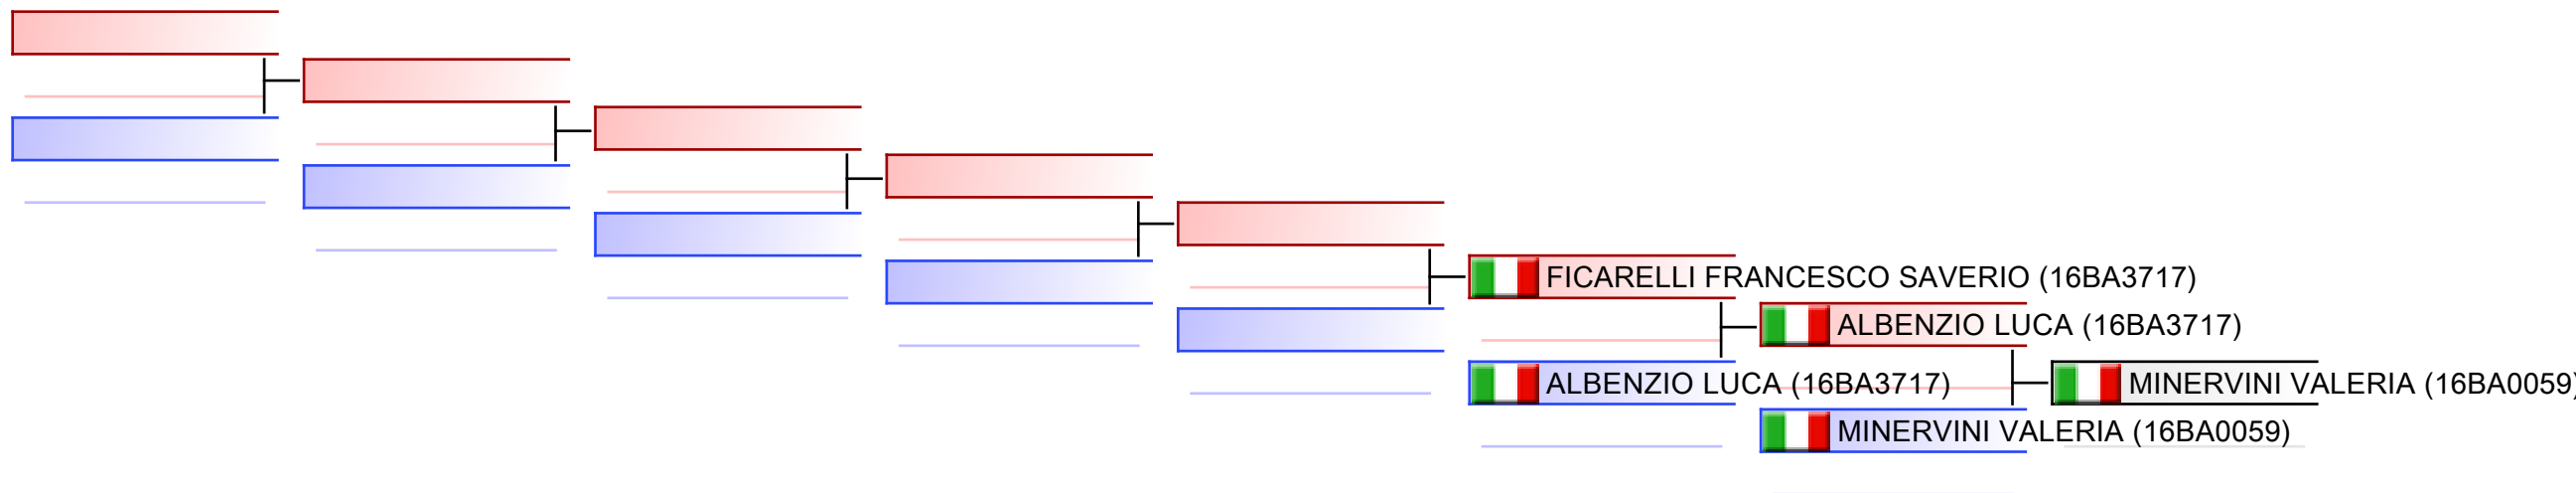 FICARELLI FRANCESCO SAVERIO (16BA3717)
ALBENZIO LUCA (16BA3717)
ALBENZIO LUCA (16BA3717)
MINERVINI VALERIA (16BA0059)
MINERVINI VALERIA (16BA0059)